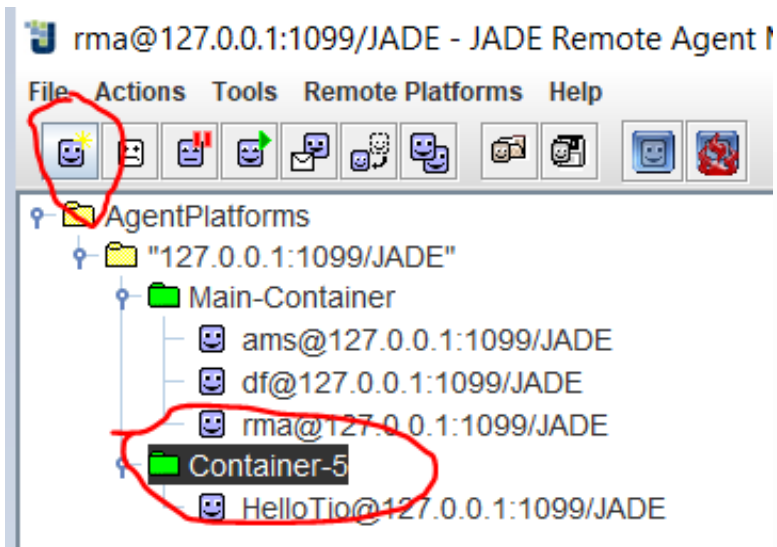 rma@127.0.0.1:1099/JADE - JADE Remote Agent
File Actions Tools Remote Platforms Help
AgentPlatforms
"127.0.0.1:1099/JADE"
Main-Container
ams@127.0.0.1:1099/JADE
df@127.0.0.1:1099/JADE
rma@127.0.0.1:1099/JADE
Container-5
HelloTio@127.0.0.1:1099/JADE